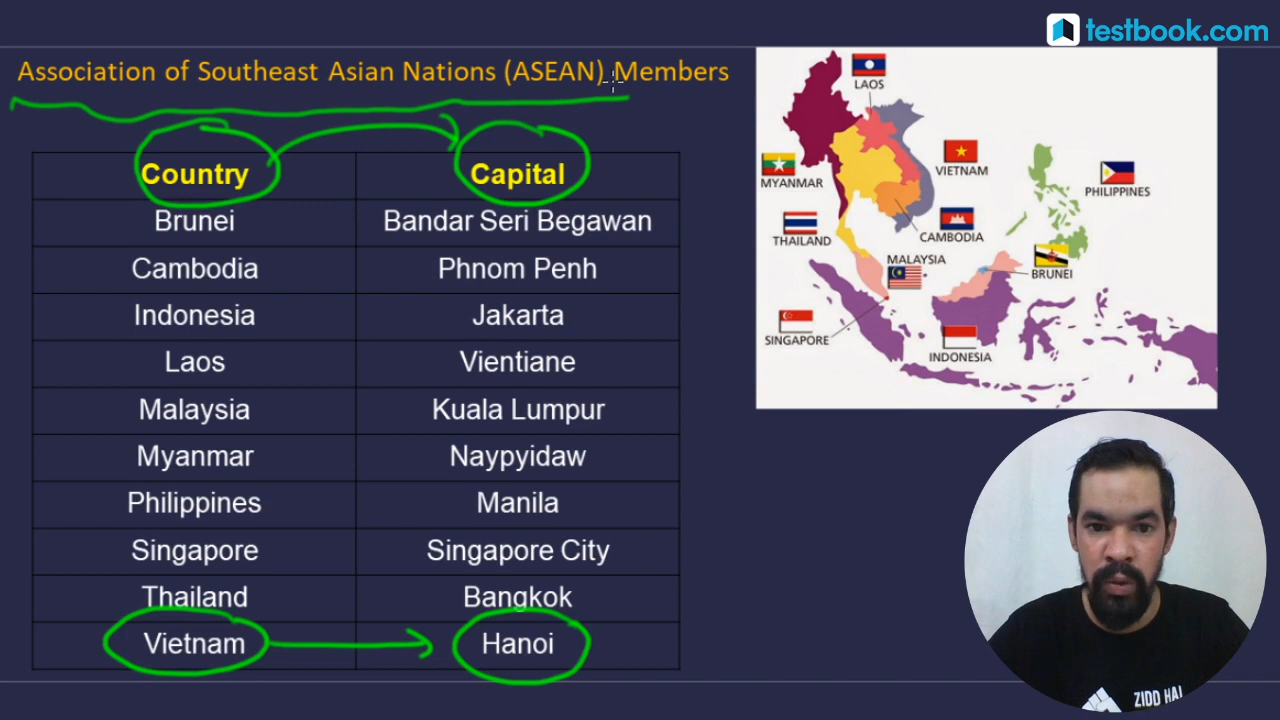 testbook.com
Association of Southeast Asian Nations (ASEAN) Members
Country Capital
Brunei Bandar Seri Begawan
Cambodia Phnom Penh
Indonesia Jakarta
Laos Vientiane
Malaysia Kuala Lumpur
Myanmar Naypyidaw
Philippines Manila
Singapore Singapore City
Thailand Bangkok
Vietnam Hanoi
LAOS
VIETNAM
MYANMAR
PHILIPPINES
THAILAND
CAMBODIA
MALAYSIA
BRUNEI
SINGAPORE
INDONESIA
ZIDD HAI